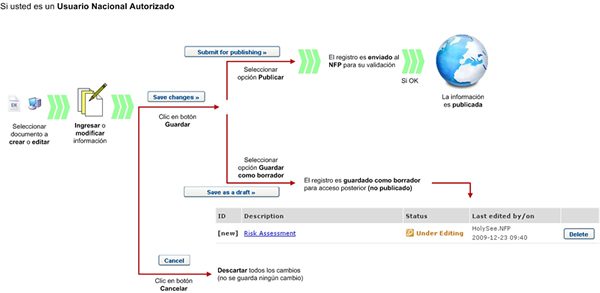 Si usted es un Usuario Nacional Autorizado
Submit for publishing »
Seleccionar
opción Publicar
El registro es enviado al
NFP para su validación
Si OK
La información
es publicada
Seleccionar
documento a
crear o editar
Ingresar o
modificar
información
Save changes »
Clic en botón
Guardar
Seleccionar
opción Guardar
como borrador
Save as a draft »
El registro es guardado como borrador
para acceso posterior (no publicado)
ID Description Status Last edited by/on
[new] Risk Assessment Under Editing HolySee.NFP
2009-12-23 09:40 Delete
Cancel
Clic en botón
Cancelar
Descartar todos los cambios
(no se guarda ningún cambio)